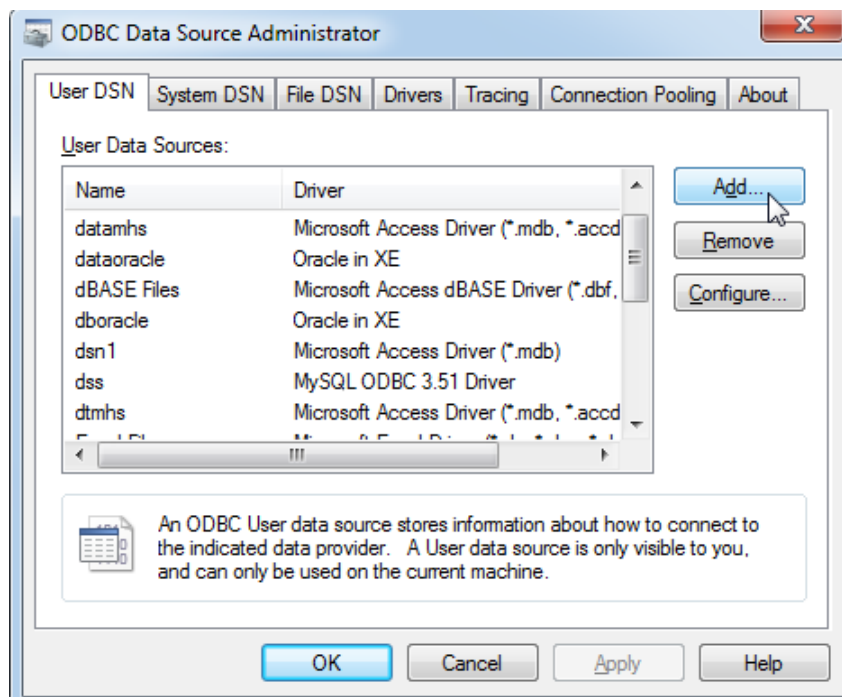 ODBC Data Source Administrator
User DSN System DSN File DSN Drivers Tracing Connection Pooling About
User Data Sources:
Name Driver
datamhs Microsoft Access Driver (*.mdb, *.accd
dataoracle Oracle in XE
dBASE Files Microsoft Access dBASE Driver (*.dbf,
dboracle Oracle in XE
dsn1 Microsoft Access Driver (*.mdb)
dss MySQL ODBC 3.51 Driver
dtmhs Microsoft Access Driver (*.mdb, *.accd
Add...
Remove
Configure...
An ODBC User data source stores information about how to connect to
the indicated data provider. A User data source is only visible to you,
and can only be used on the current machine.
OK Cancel Apply Help